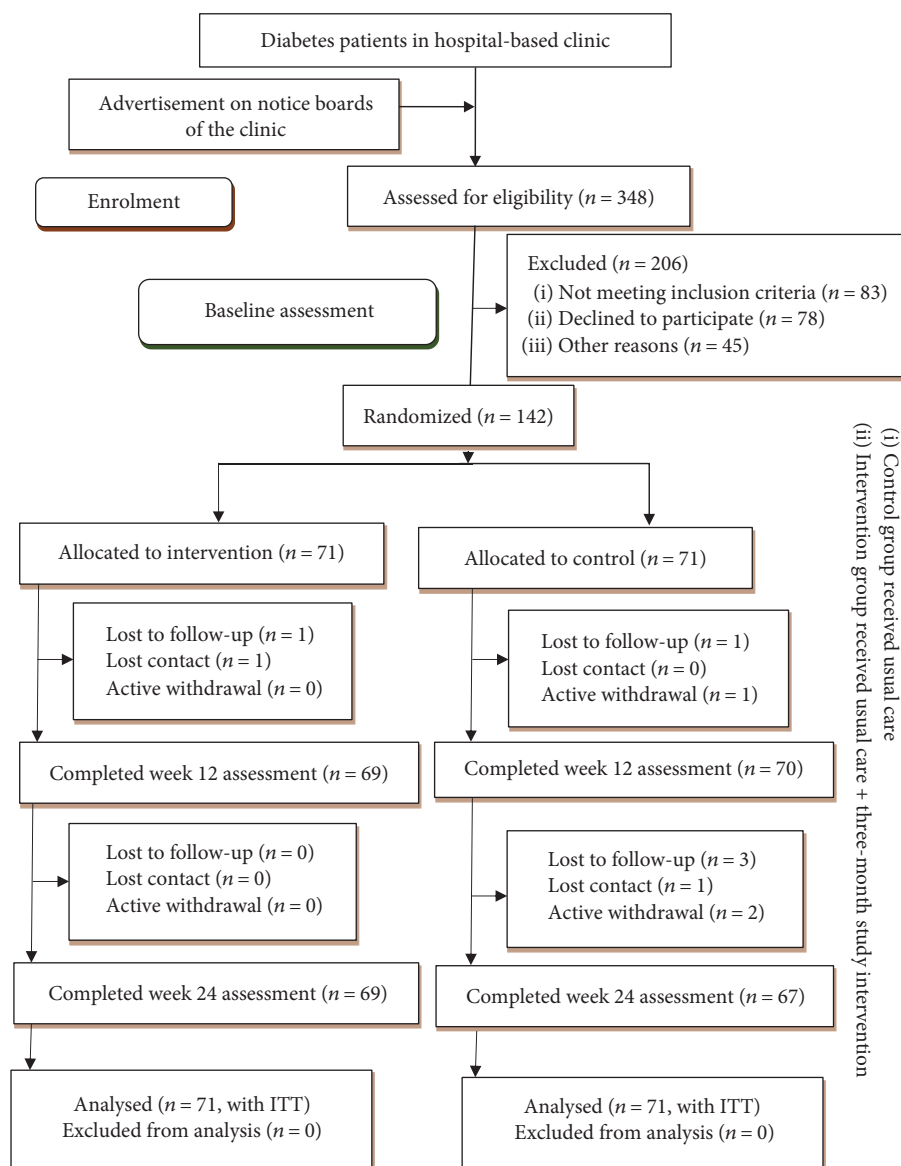 Diabetes patients in hospital-based clinic
Advertisement on notice boards
of the clinic
Enrolment
Assessed for eligibility (n = 348)
Excluded (n = 206)
(i) Not meeting inclusion criteria (n = 83)
(ii) Declined to participate (n = 78)
(iii) Other reasons (n = 45)
Baseline assessment
Randomized (n = 142)
(i) Control group received usual care
(ii) Intervention group received usual care + three-month study intervention
Allocated to intervention (n = 71)
Allocated to control (n = 71)
Lost to follow-up (n = 1)
Lost contact (n = 1)
Active withdrawal (n = 0)
Lost to follow-up (n = 1)
Lost contact (n = 0)
Active withdrawal (n = 1)
Completed week 12 assessment (n = 69)
Completed week 12 assessment (n = 70)
Lost to follow-up (n = 0)
Lost contact (n = 0)
Active withdrawal (n = 0)
Lost to follow-up (n = 3)
Lost contact (n = 1)
Active withdrawal (n = 2)
Completed week 24 assessment (n = 69)
Completed week 24 assessment (n = 67)
Analysed (n = 71, with ITT)
Excluded from analysis (n = 0)
Analysed (n = 71, with ITT)
Excluded from analysis (n = 0)